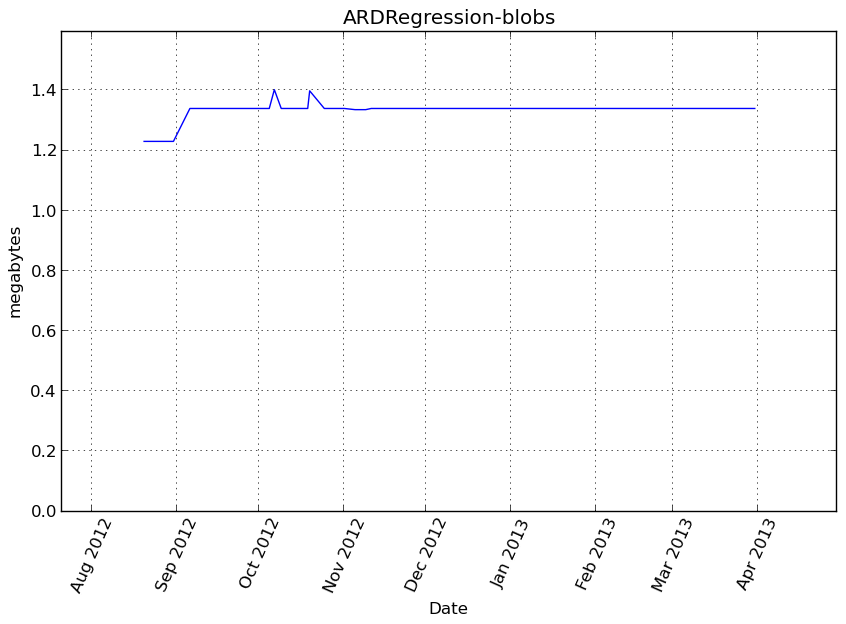 ARDRegression-blobs
megabytes
1.4
1.2
1.0
0.8
0.6
0.4
0.2
0.0
Aug 2012
Sep 2012
Oct 2012
Nov 2012
Dec 2012
Jan 2013
Feb 2013
Mar 2013
Apr 2013
Date